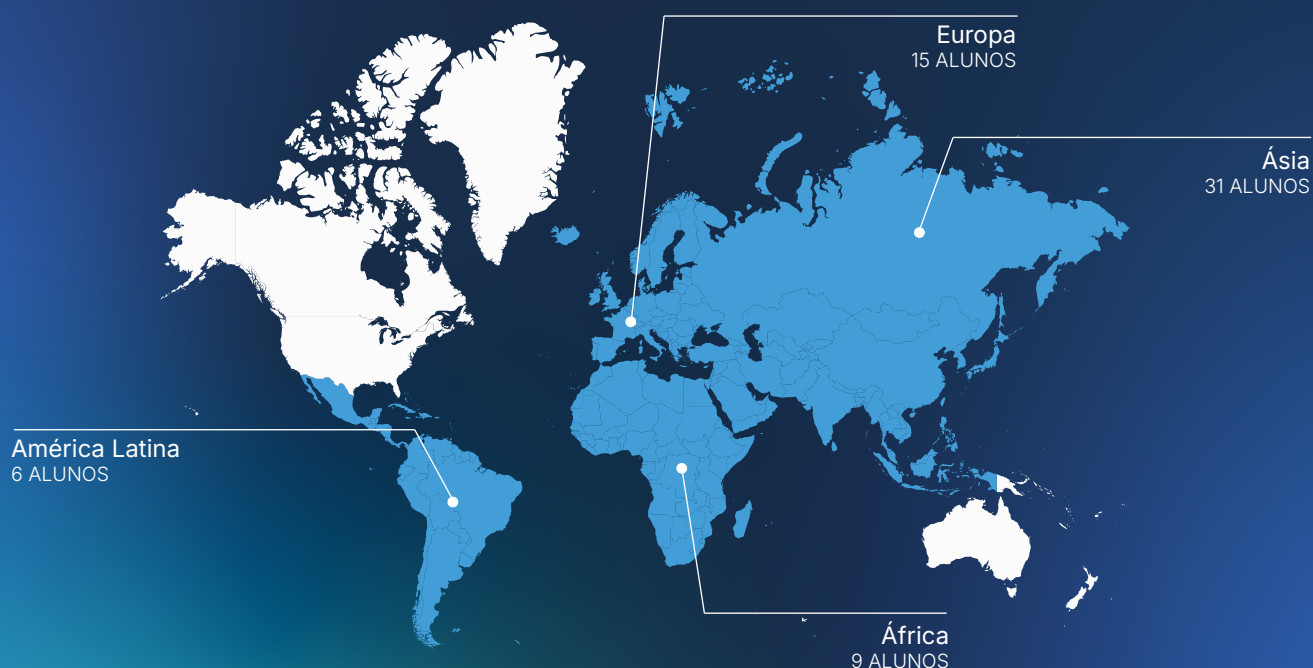 Europa
15 ALUNOS
Ásia
31 ALUNOS
América Latina
6 ALUNOS
África
9 ALUNOS